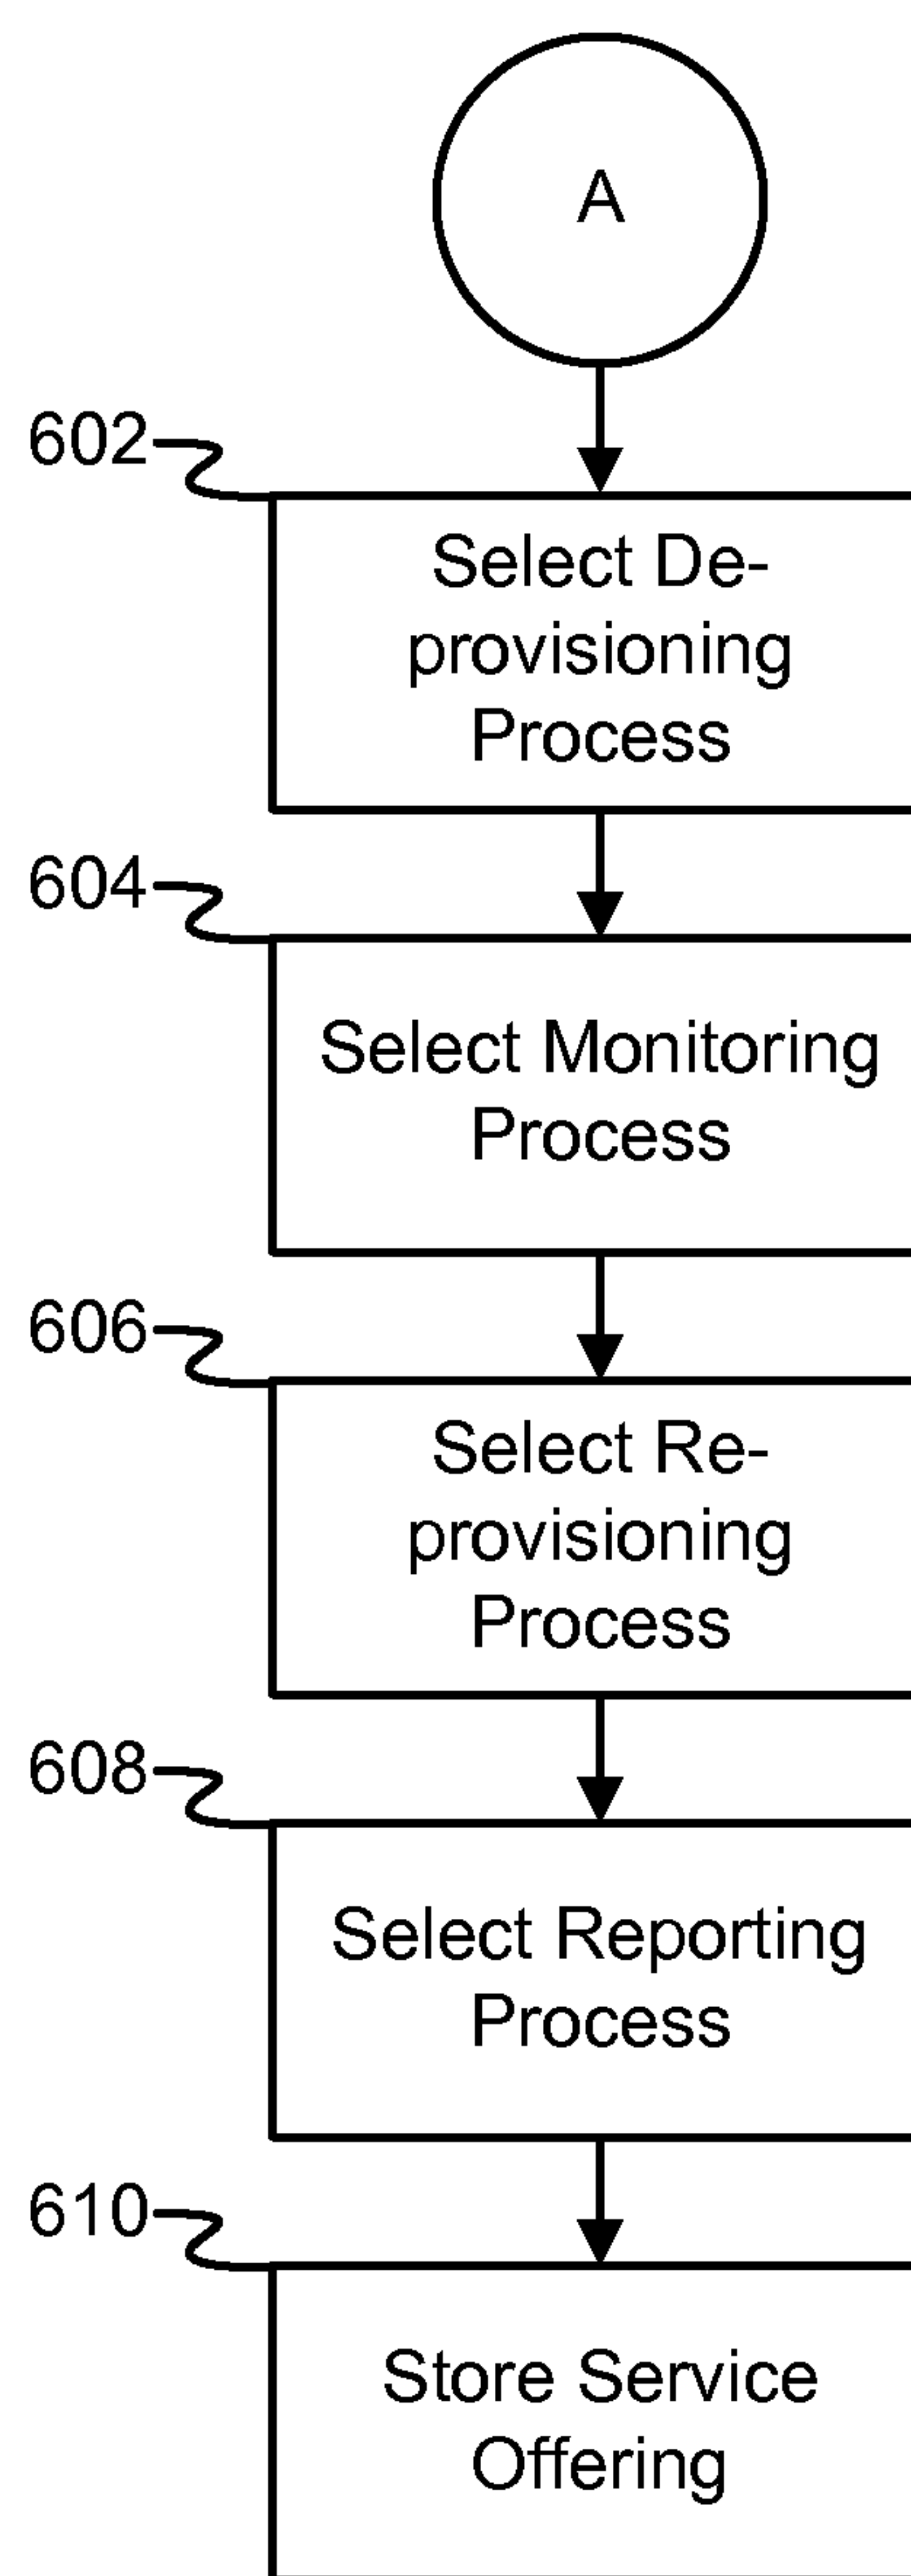 A
602
Select De-
provisioning
Process
604
Select Monitoring
Process
606
Select Re-
provisioning
Process
608
Select Reporting
Process
610
Store Service
Offering